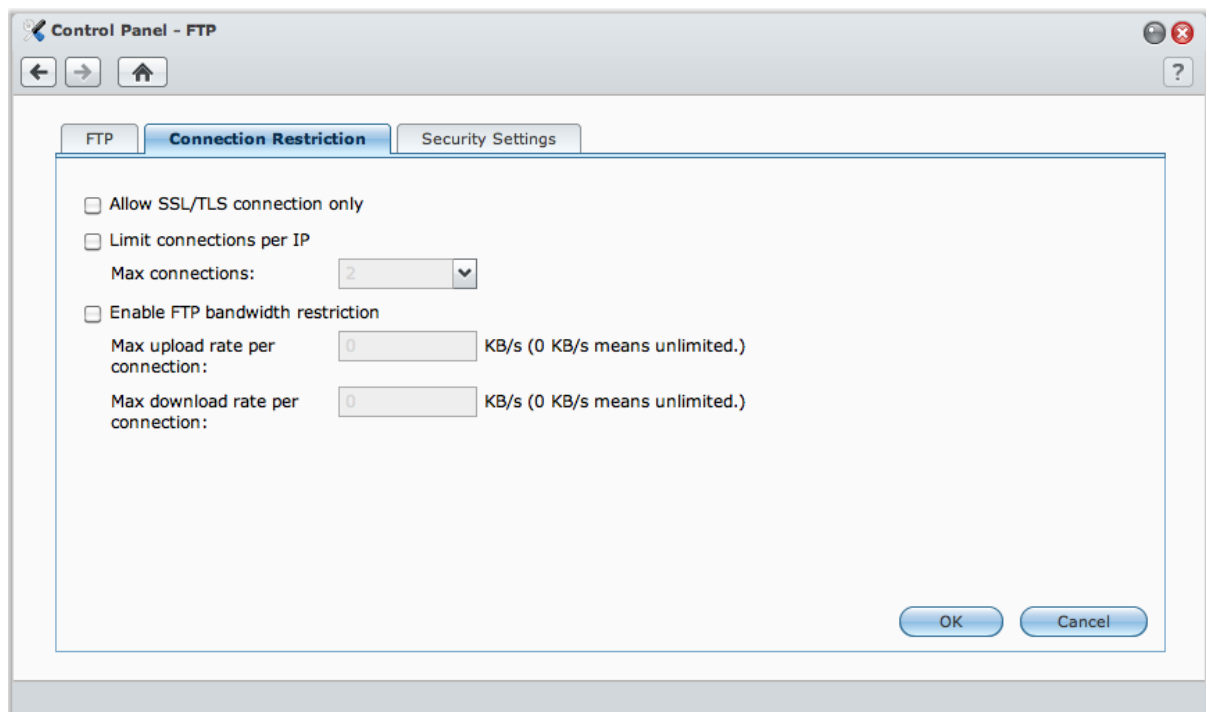 Control Panel - FTP
?
FTP Connection Restriction Security Settings
Allow SSL/TLS connection only
Limit connections per IP
Max connections: 2
Enable FTP bandwidth restriction
Max upload rate per 0 KB/s (0 KB/s means unlimited.)
connection:
Max download rate per 0 KB/s (0 KB/s means unlimited.)
connection:
OK Cancel